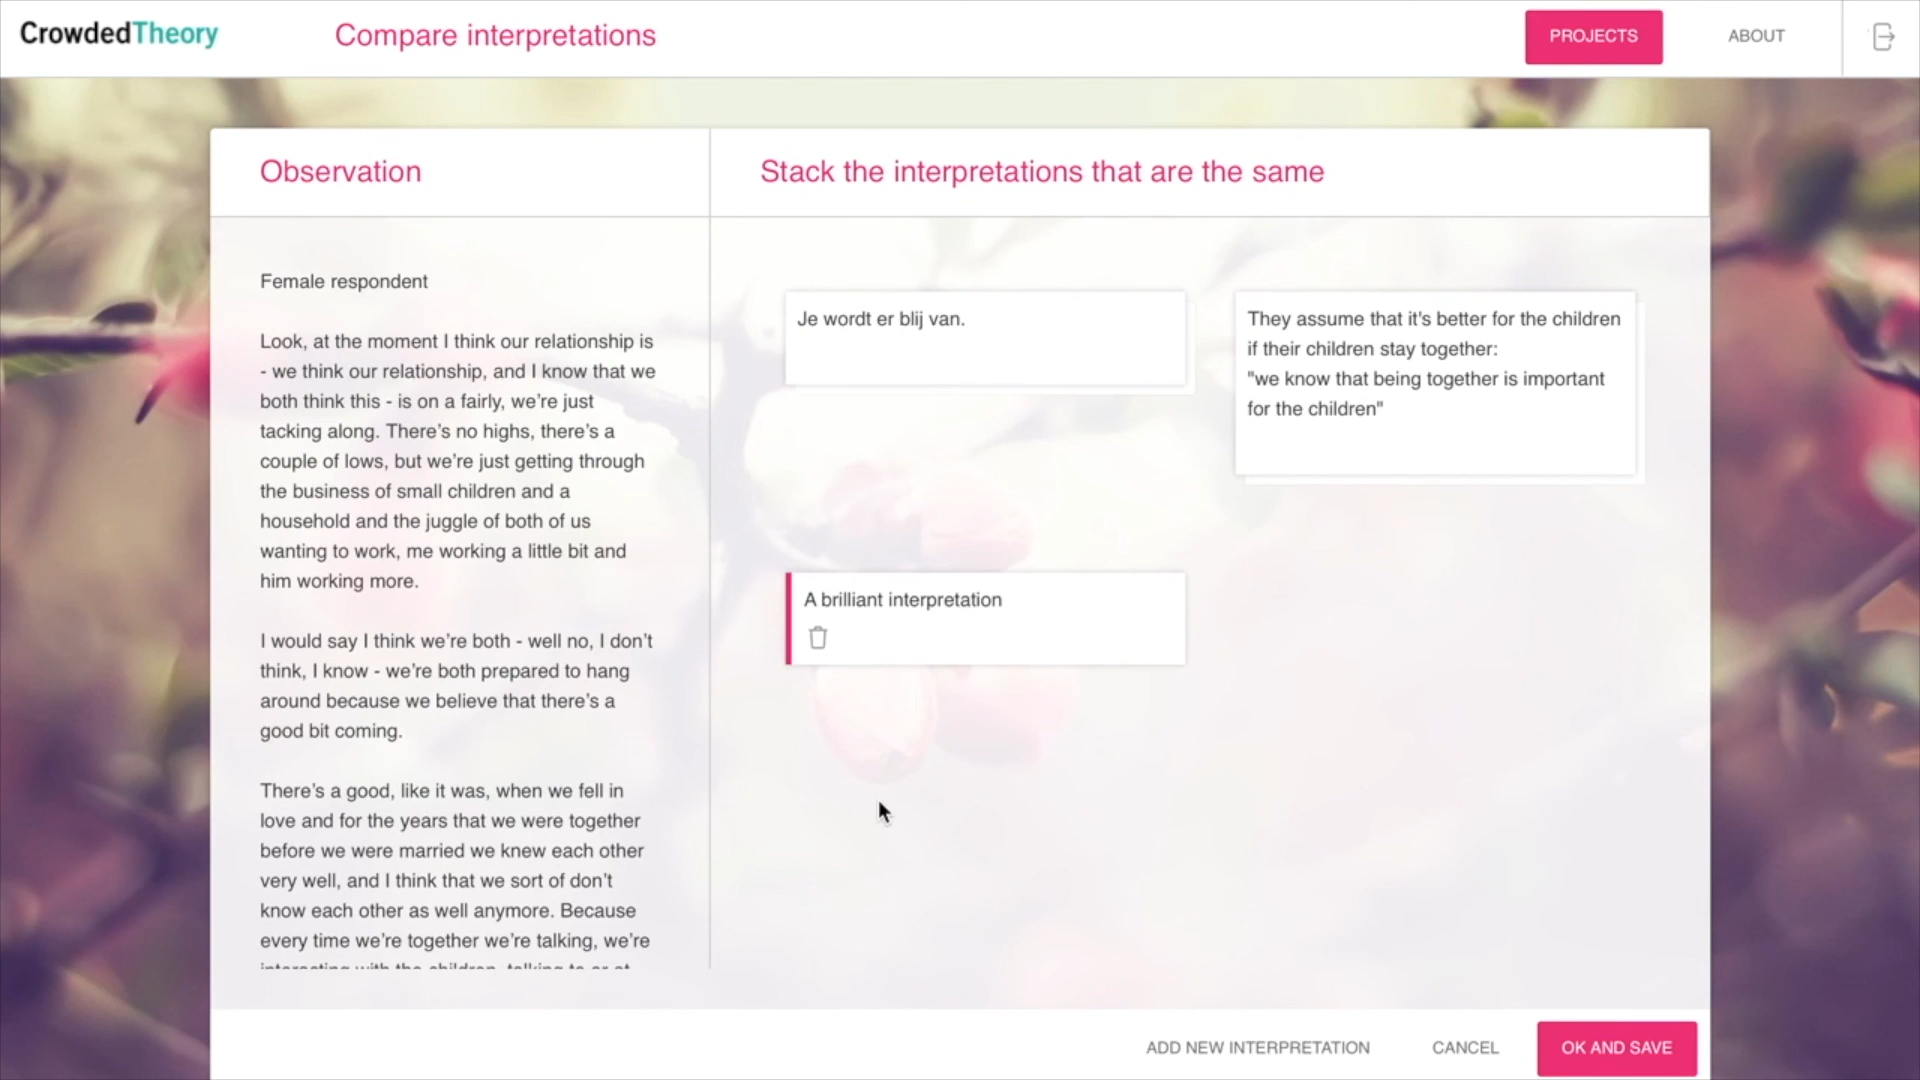 CrowdedTheory
Compare interpretations
PROJECTS
ABOUT
Observation
Stack the interpretations that are the same
Female respondent
Look, at the moment I think our relationship is
- we think our relationship, and I know that we
both think this - is on a fairly, we’re just
tacking along. There’s no highs, there’s a
couple of lows, but we’re just getting through
the business of small children and a
household and the juggle of both of us
wanting to work, me working a little bit and
him working more.
I would say I think we’re both - well no, I don’t
think, I know - we’re both prepared to hang
around because we believe that there’s a
good bit coming.
There’s a good, like it was, when we fell in
love and for the years that we were together
before we were married we knew each other
very well, and I think that we sort of don’t
know each other as well anymore. Because
every time we’re together we’re talking, we’re
interacting with the children, talking to or at
Je wordt er blij van.
They assume that it's better for the children
if their children stay together:
"we know that being together is important
for the children"
A brilliant interpretation
ADD NEW INTERPRETATION
CANCEL
OK AND SAVE